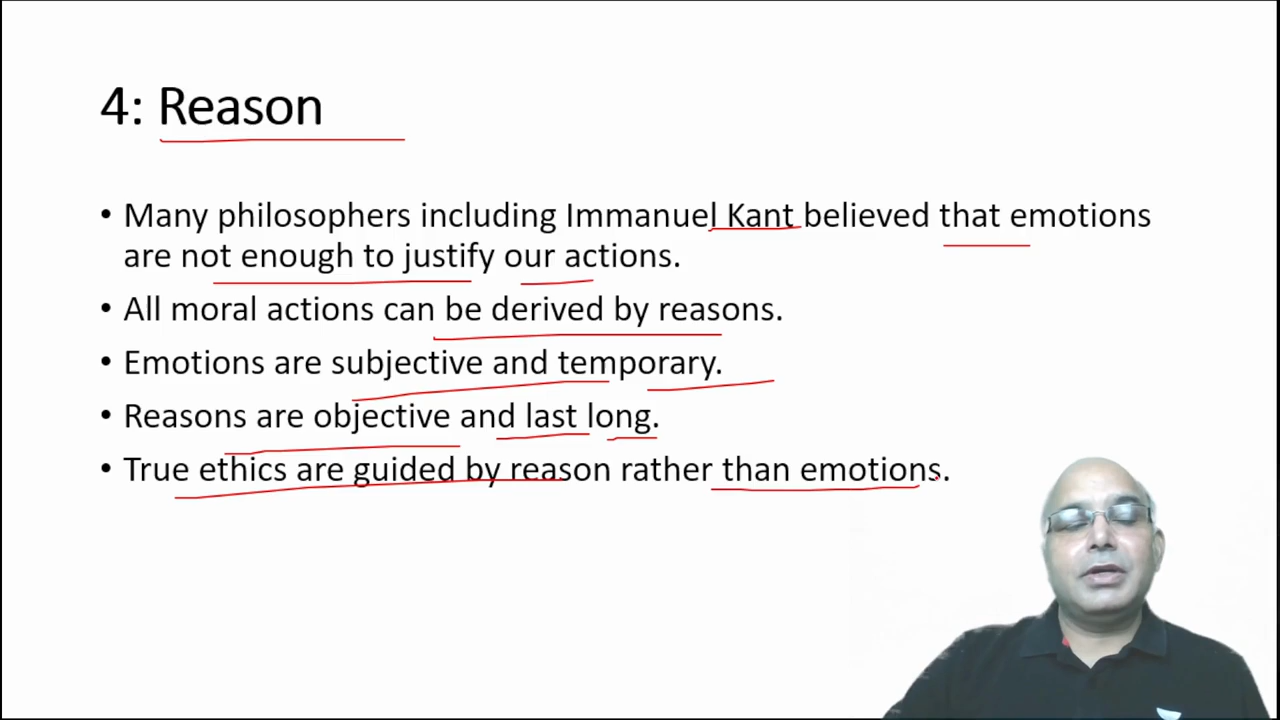 4: Reason
• Many philosophers including Immanuel Kant believed that emotions
are not enough to justify our actions.
• All moral actions can be derived by reasons.
• Emotions are subjective and temporary.
• Reasons are objective and last long.
• True ethics are guided by reason rather than emotions.